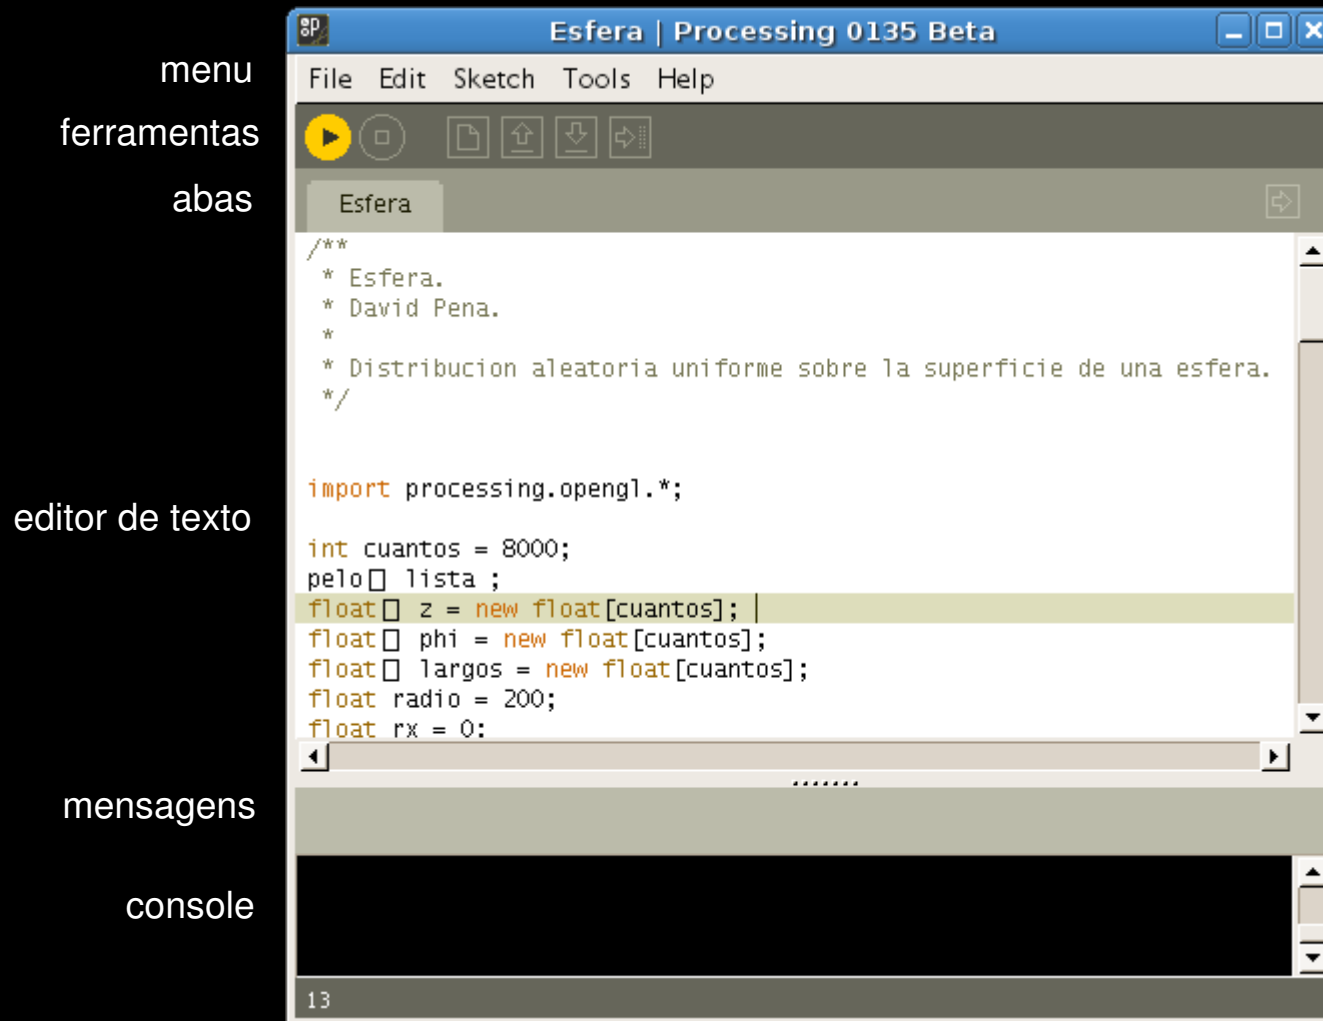 Esfera | Processing 0135 Beta
menu
File Edit Sketch Tools Help
ferramentas
abas
Esfera
/**
 * Esfera.
 * David Pena.
 *
 * Distribucion aleatoria uniforme sobre la superficie de una esfera.
 */
import processing.opengl.*;
editor de texto
int cuantos = 8000;
pelo[] lista ;
float[] z = new float[cuantos];
float[] phi = new float[cuantos];
float[] largos = new float[cuantos];
float radio = 200;
float rx = 0;
mensagens
console
13